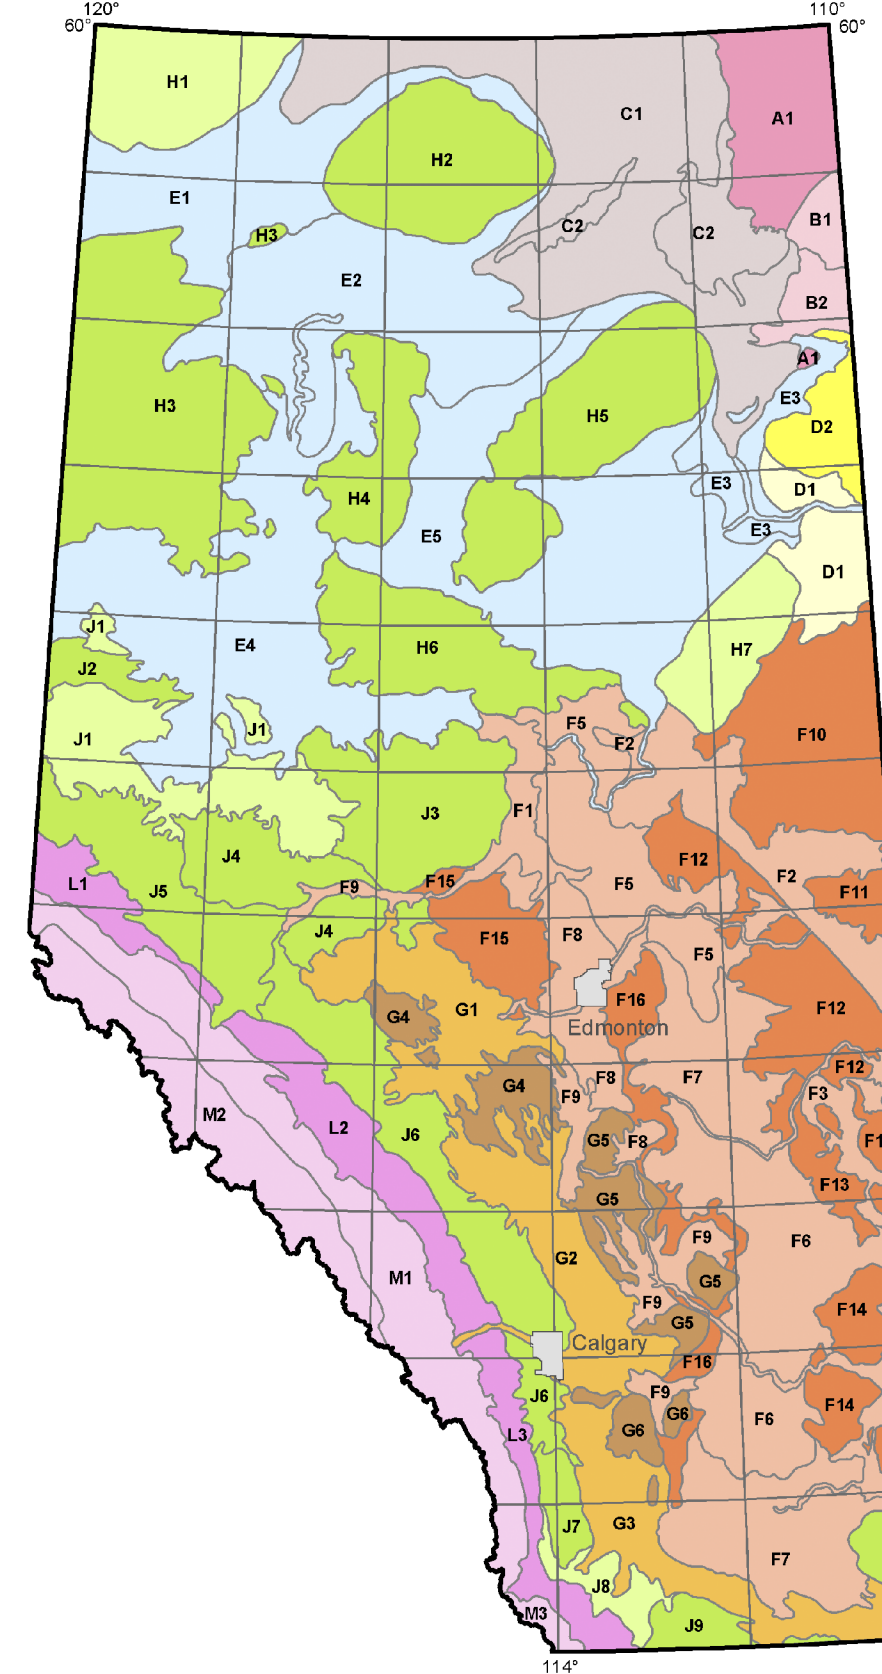 120° 110°
60° 60°
H1
C1
A1
H2
E1
B1
C2
C2
H3
E2
B2
A1
E3
H3
H5
D2
E3
D1
H4
E5
E3
D1
J1
E4
H6
H7
J2
J1
J1
F5
F10
F2
J3
F1
J4
F12
F2
L1
J5
F9
F15
F5
F11
J4
F15
F8
F5
G4
G1
F16
F12
Edmonton
F12
G4
F9
F8
F7
F3
M2
L2
J6
G5
F8
F1
F13
G5
F9
F6
G2
M1
G5
F9
F14
G5
Calgary
F16
J6
F9
G6
F14
L3
G6
F6
J7
G3
F7
J8
M3
J9
114°